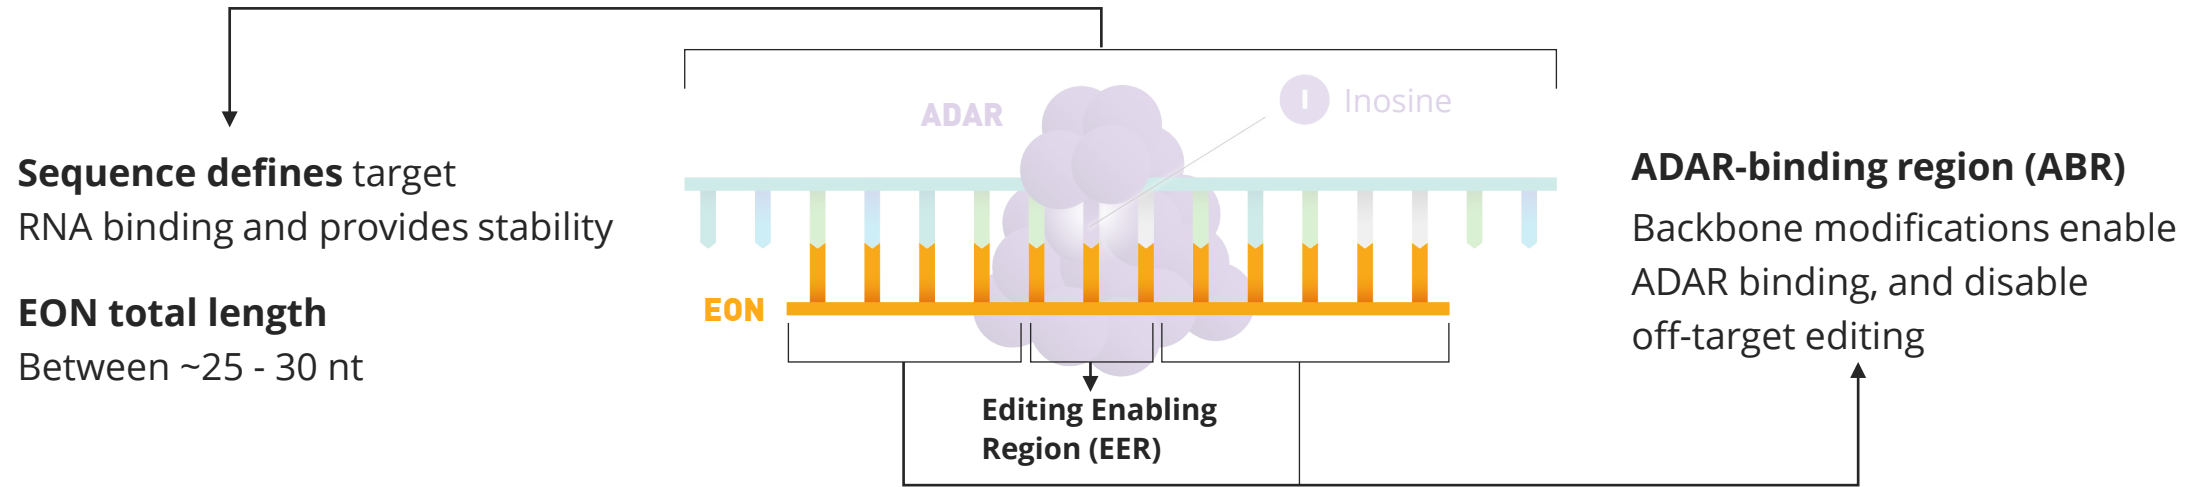 Sequence defines target
RNA binding and provides stability
EON total length
Between ~25 - 30 nt
ADAR
I Inosine
EON
Editing Enabling
Region (EER)
ADAR-binding region (ABR)
Backbone modifications enable
ADAR binding, and disable
off-target editing